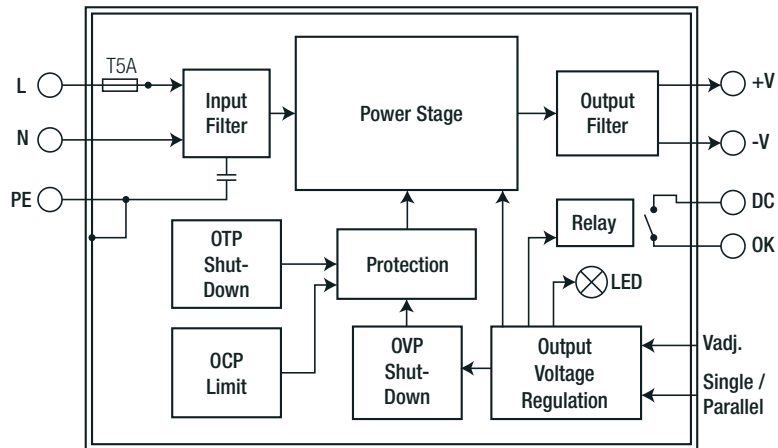 T5A
L
N
PE
Input
Filter
Power Stage
Output
Filter
+V
-V
DC
OK
Relay
LED
OTP
Shut-
Down
Protection
OCP
Limit
OVP
Shut-
Down
Output
Voltage
Regulation
Vadj.
Single /
Parallel